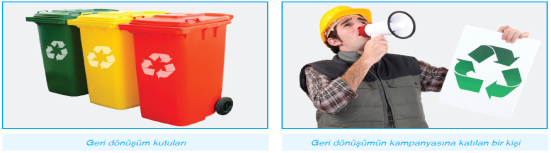 Geri dönüşüm kutuları
Geri dönüşümün kampanyasına katılan bir kişi